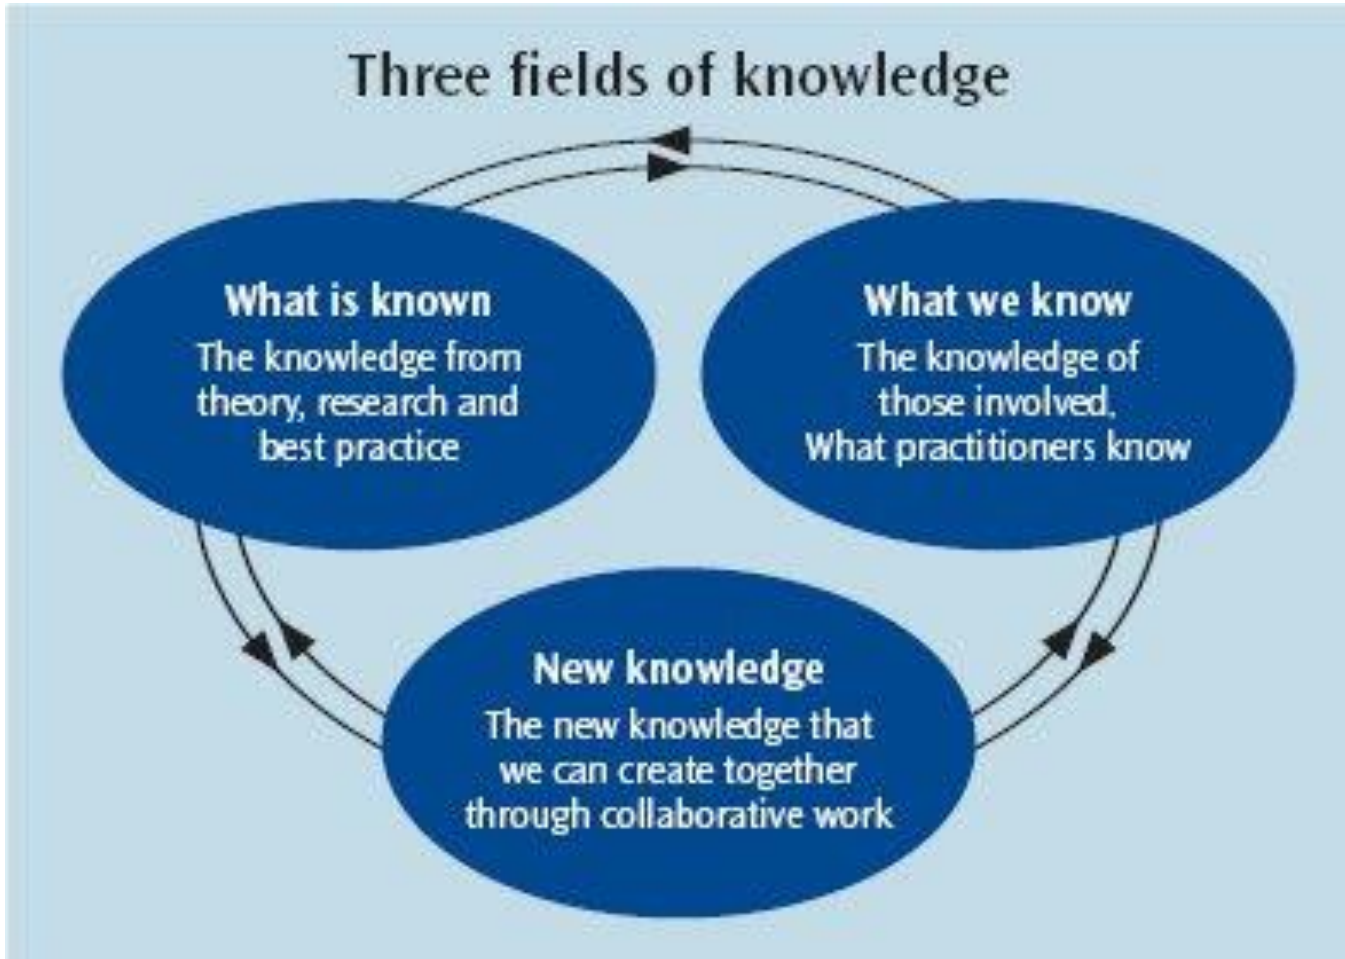 Three fields of knowledge
What is known
The knowledge from
theory, research and
best practice
What we know
The knowledge of
those involved.
What practitioners know
New knowledge
The new knowledge that
we can create together
through collaborative work